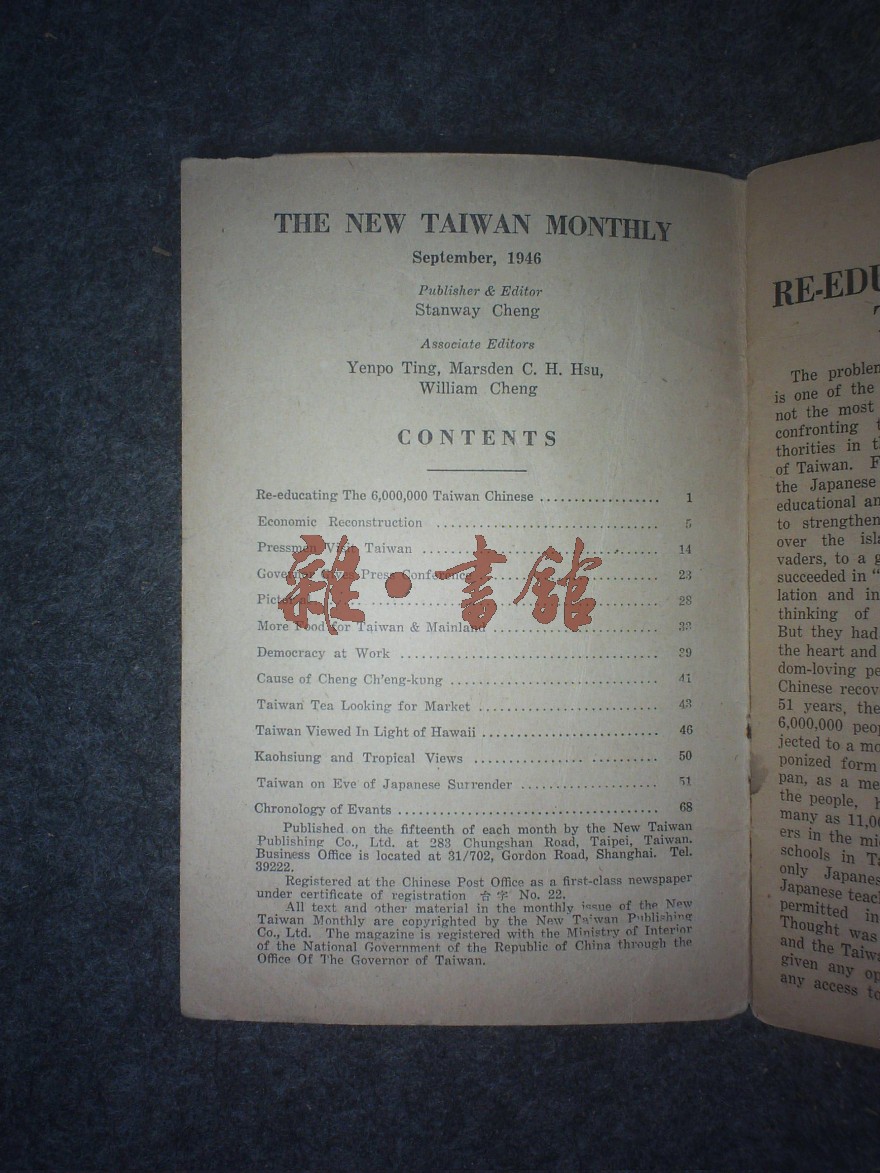 THE NEW TAIWAN MONTHLY
September, 1946
Publisher & Editor
Stanway Cheng
Associate Editors
Yenpo Ting, Marsden C. H. Hsu,
William Cheng
CONTENTS
Re-educating The 6,000,000 Taiwan Chinese 1
Economic Reconstruction 5
Pressmen Visit Taiwan 14
Governor Gives Press Conference 23
28
More Food for Taiwan & Mainland 33
Democracy at Work 39
Cause of Cheng Ch'eng-kung 41
Taiwan Tea Looking for Market 43
Taiwan Viewed In Light of Hawaii 46
Kaohsiung and Tropical Views 50
Taiwan on Eve of Japanese Surrender 51
Chronology of Evants 68
Published on the fifteenth of each month by the New Taiwan
Publishing Co., Ltd. at 283 Chungshan Road, Taipei, Taiwan.
Business Office is located at 31/702, Gordon Road, Shanghai. Tel.
39222.
Registered at the Chinese Post Office as a first-class newspaper
under certificate of registration 台字 No. 22.
All text and other material in the monthly issue of the New
Taiwan Monthly are copyrighted by the New Taiwan Publishing
Co., Ltd. The magazine is registered with the Ministry of Interior
of the National Government of the Republic of China through the
Office Of The Governor of Taiwan.
雜·書館
RE-EDU
The problem
is one of the
not the most
confronting t
thorities in t
of Taiwan. F
the Japanese
educational an
to strengthen
over the isla
vaders, to a g
succeeded in "
lation and in
thinking of
But they had
the heart and
dom-loving pe
Chinese recov
51 years, the
6,000,000 peop
jected to a mo
ponized form
pan, as a me
the people, h
many as 11,00
ers in the mid
schools in Ta
only Japanes
Japanese teach
permitted in
Thought was
and the Taiwa
given any op
any access to